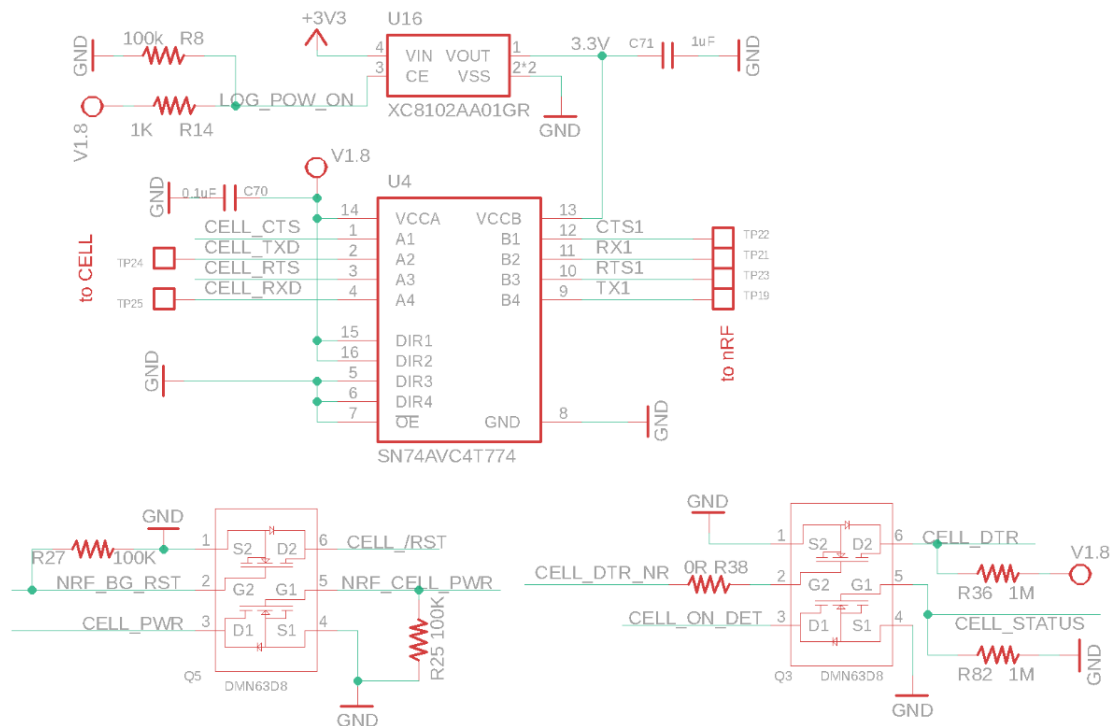 +3V3
U16
GND
100k R8
4 VIN VOUT 1
3 CE VSS 2*2
3.3V
C71 1uF
GND
LOG_POW_ON
XC8102AA01GR
GND
V1.8
1K R14
V1.8
U4
GND
0.1uF C70
14 VCCA VCCB 13
CELL_CTS 1 A1 B1 12 CTS1 TP22
TP24 CELL_TXD 2 A2 B2 11 RX1 TP21
CELL_RTS 3 A3 B3 10 RTS1 TP23
TP25 CELL_RXD 4 A4 B4 9 TX1 TP19
to CELL
to nRF
15 DIR1
16 DIR2
GND
5 DIR3
6 DIR4
7 OE GND 8
GND
SN74AVC4T774
GND
R27 100K
1 S2 D2 6 CELL_/RST
NRF_BG_RST 2 G2 G1 5 NRF_CELL_PWR
CELL_PWR 3 D1 S1 4
R25 100K
Q5 DMN63D8
GND
GND
1 S2 D2 6 CELL_DTR
V1.8
CELL_DTR_NR 0R R38 2 G2 G1 5
R36 1M
CELL_ON_DET 3 D1 S1 4
CELL_STATUS
R82 1M
GND
Q3 DMN63D8
GND